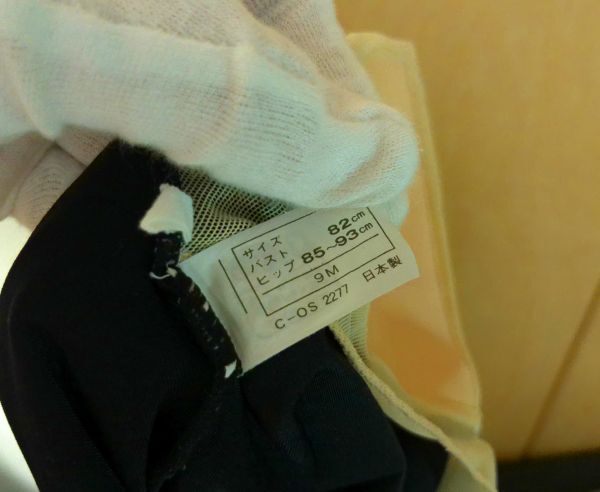 サイズ
バスト 82cm
ヒップ 85~93cm
9M
C-OS 2277 日本製